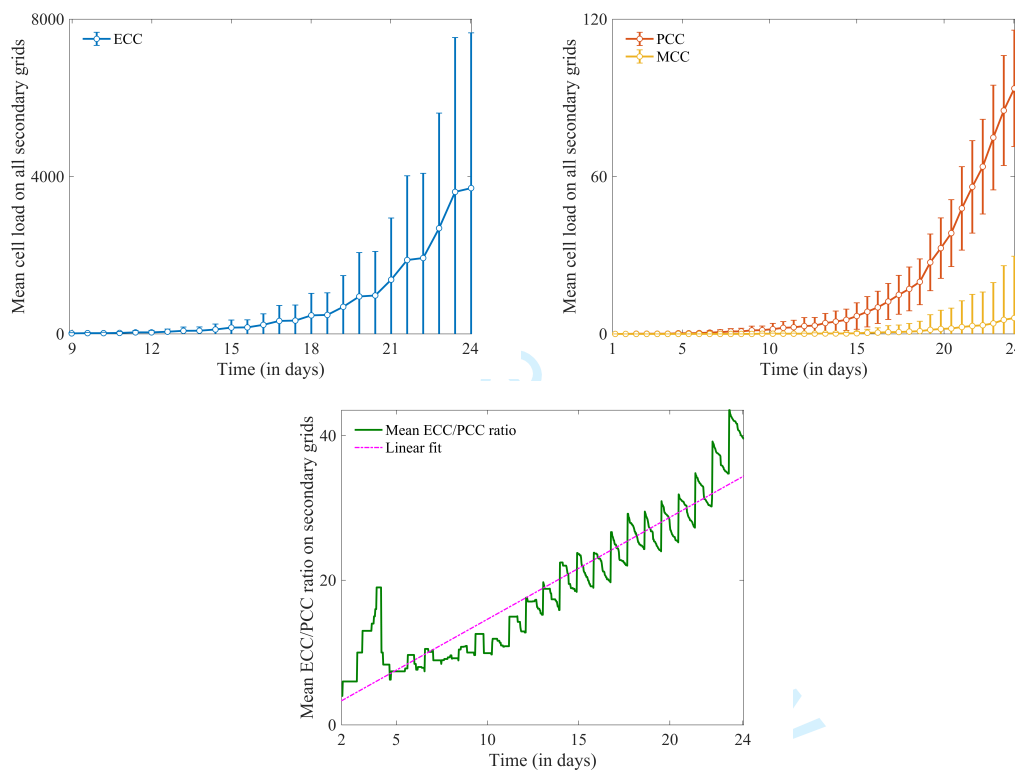 8000
4000
0
Mean cell load on all secondary grids
ECC
9 12 15 18 21 24
Time (in days)
120
60
0
Mean cell load on all secondary grids
PCC
MCC
1 5 10 15 20 24
Time (in days)
40
20
0
Mean ECC/PCC ratio on secondary grids
Mean ECC/PCC ratio
Linear fit
2 5 10 15 20 24
Time (in days)